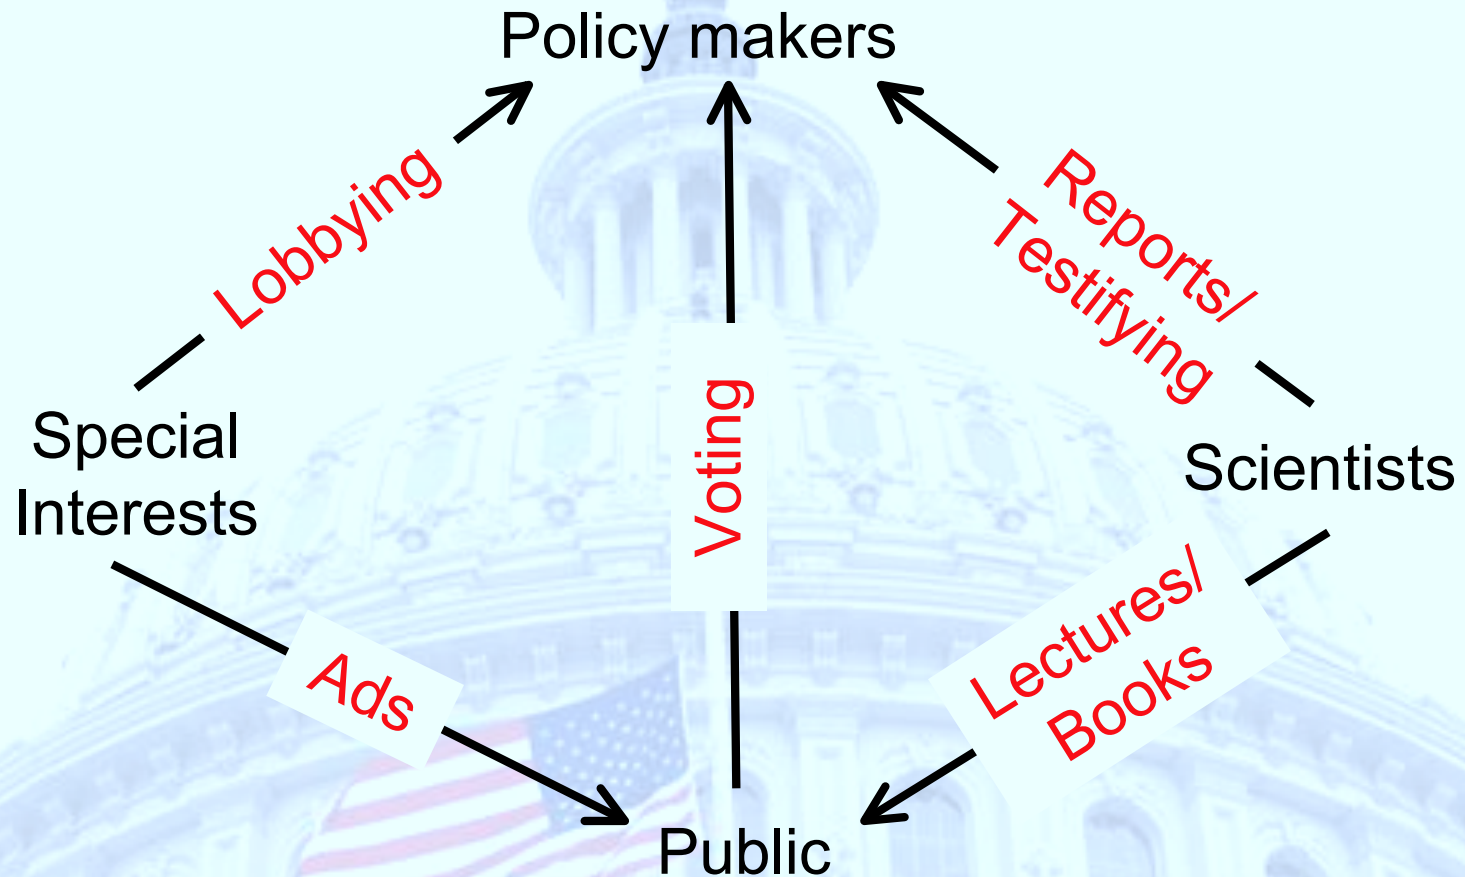 Policy makers
Lobbying
Reports/
Testifying
Special
Interests
Voting
Scientists
Ads
Lectures/
Books
Public